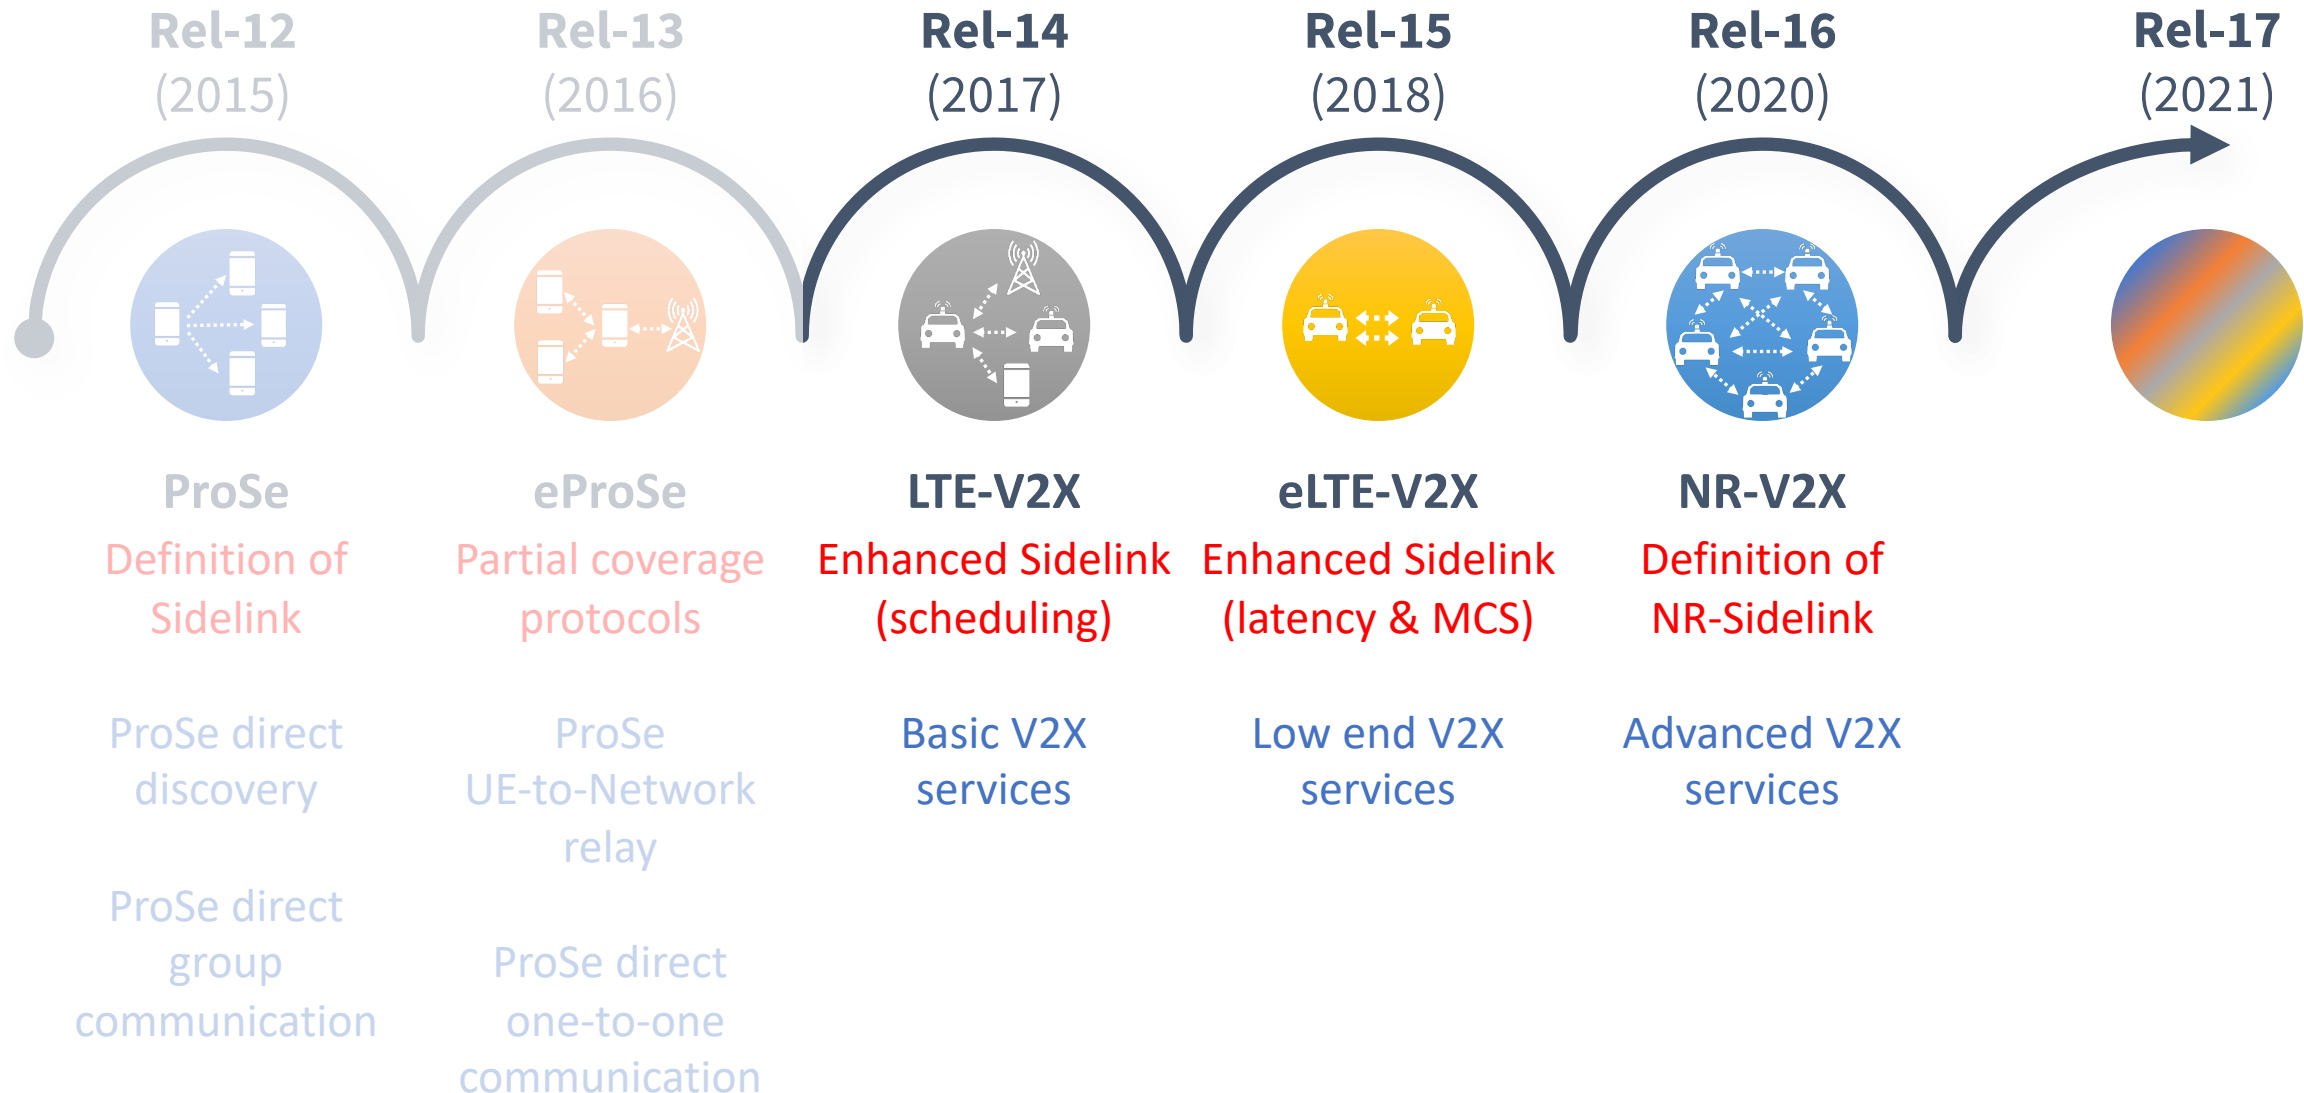 Rel-12
(2015)
Rel-13
(2016)
Rel-14
(2017)
Rel-15
(2018)
Rel-16
(2020)
Rel-17
(2021)
ProSe
Definition of
Sidelink
ProSe direct
discovery
ProSe direct
group
communication
eProSe
Partial coverage
protocols
ProSe
UE-to-Network
relay
ProSe direct
one-to-one
communication
LTE-V2X
Enhanced Sidelink
(scheduling)
Basic V2X
services
eLTE-V2X
Enhanced Sidelink
(latency & MCS)
Low end V2X
services
NR-V2X
Definition of
NR-Sidelink
Advanced V2X
services